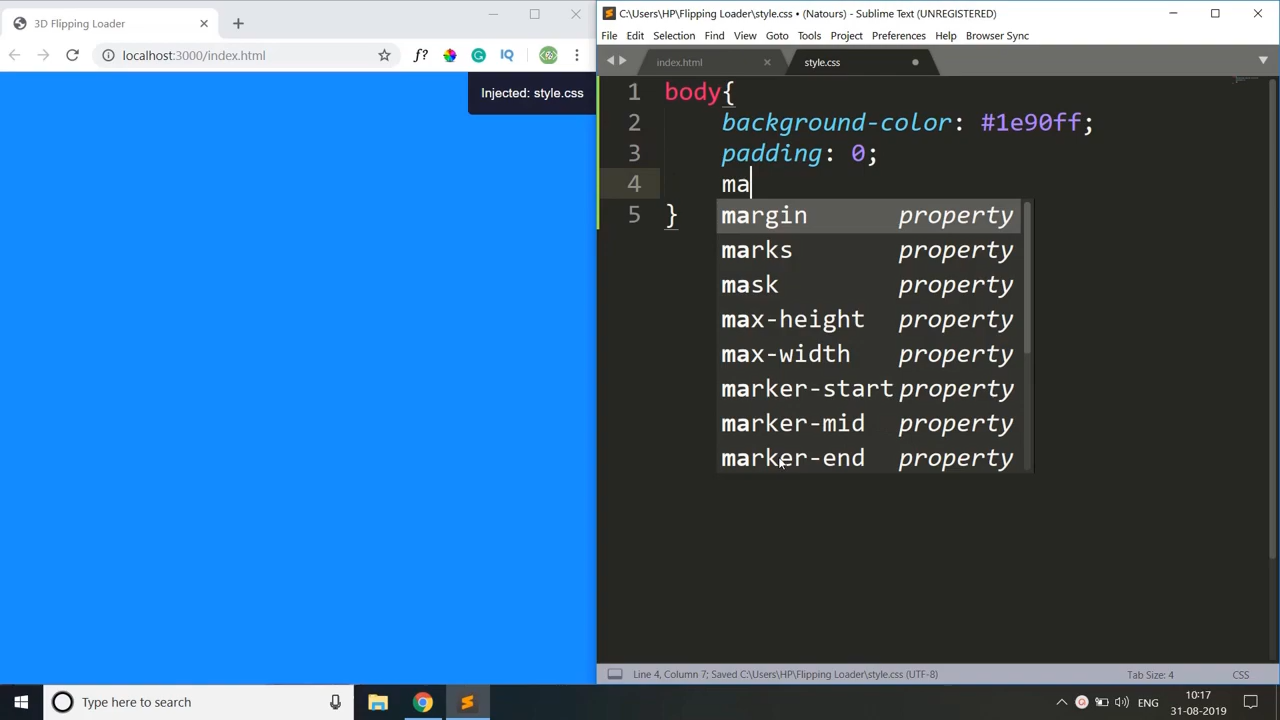 3D Flipping Loader
localhost:3000/index.html
f?
IQ
Injected: style.css
C:\Users\HP\Flipping Loader\style.css • (Natours) - Sublime Text (UNREGISTERED)
File Edit Selection Find View Goto Tools Project Preferences Help Browser Sync
index.html
style.css
1 body{
2 background-color: #1e90ff;
3 padding: 0;
4 ma
5 }
margin property
marks property
mask property
max-height property
max-width property
marker-start property
marker-mid property
marker-end property
Line 4, Column 7; Saved C:\Users\HP\Flipping Loader\style.css (UTF-8)
Tab Size: 4
CSS
Type here to search
ENG
10:17
31-08-2019